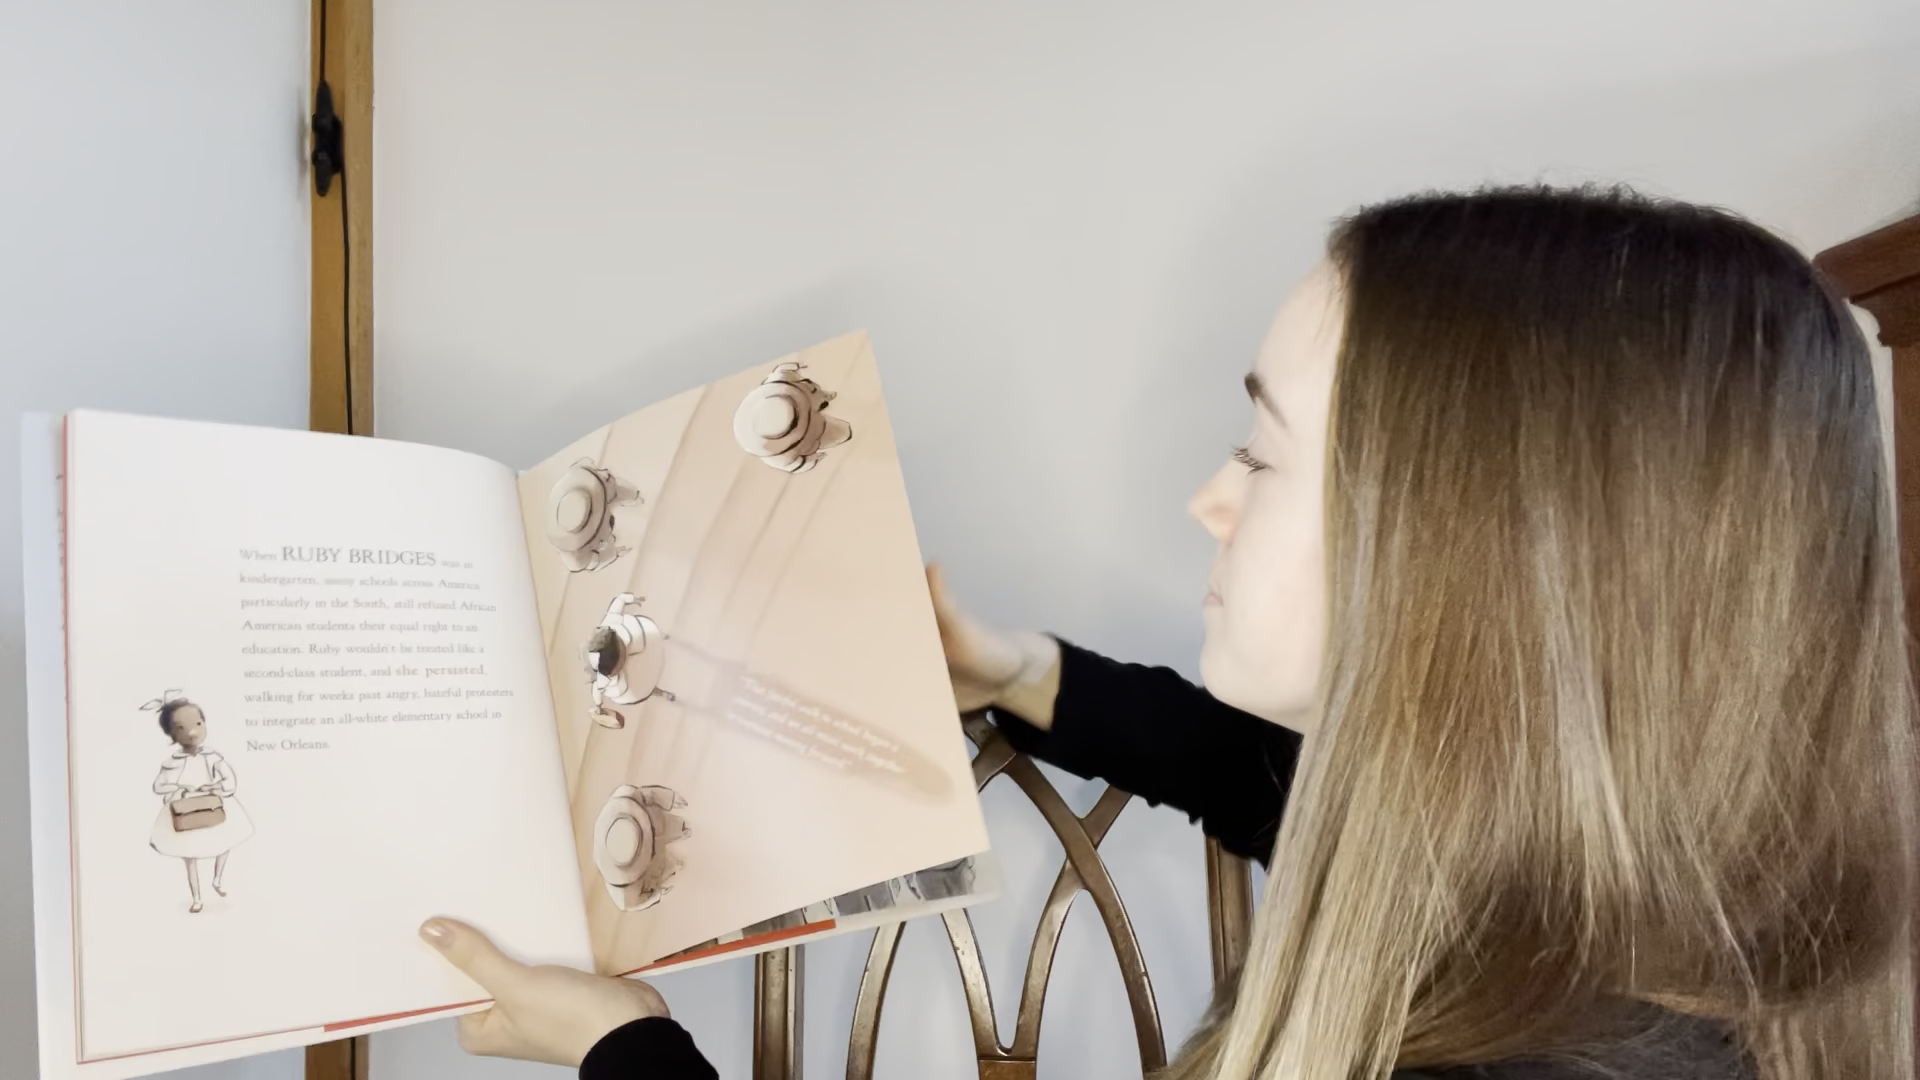 When RUBY BRIDGES was in
kindergarten, many schools across America
particularly in the South, still refused African
American students their equal right to an
education. Ruby wouldn't be treated like a
second-class student, and she persisted,
walking for weeks past angry, hateful protesters
to integrate an all-white elementary school in
New Orleans.